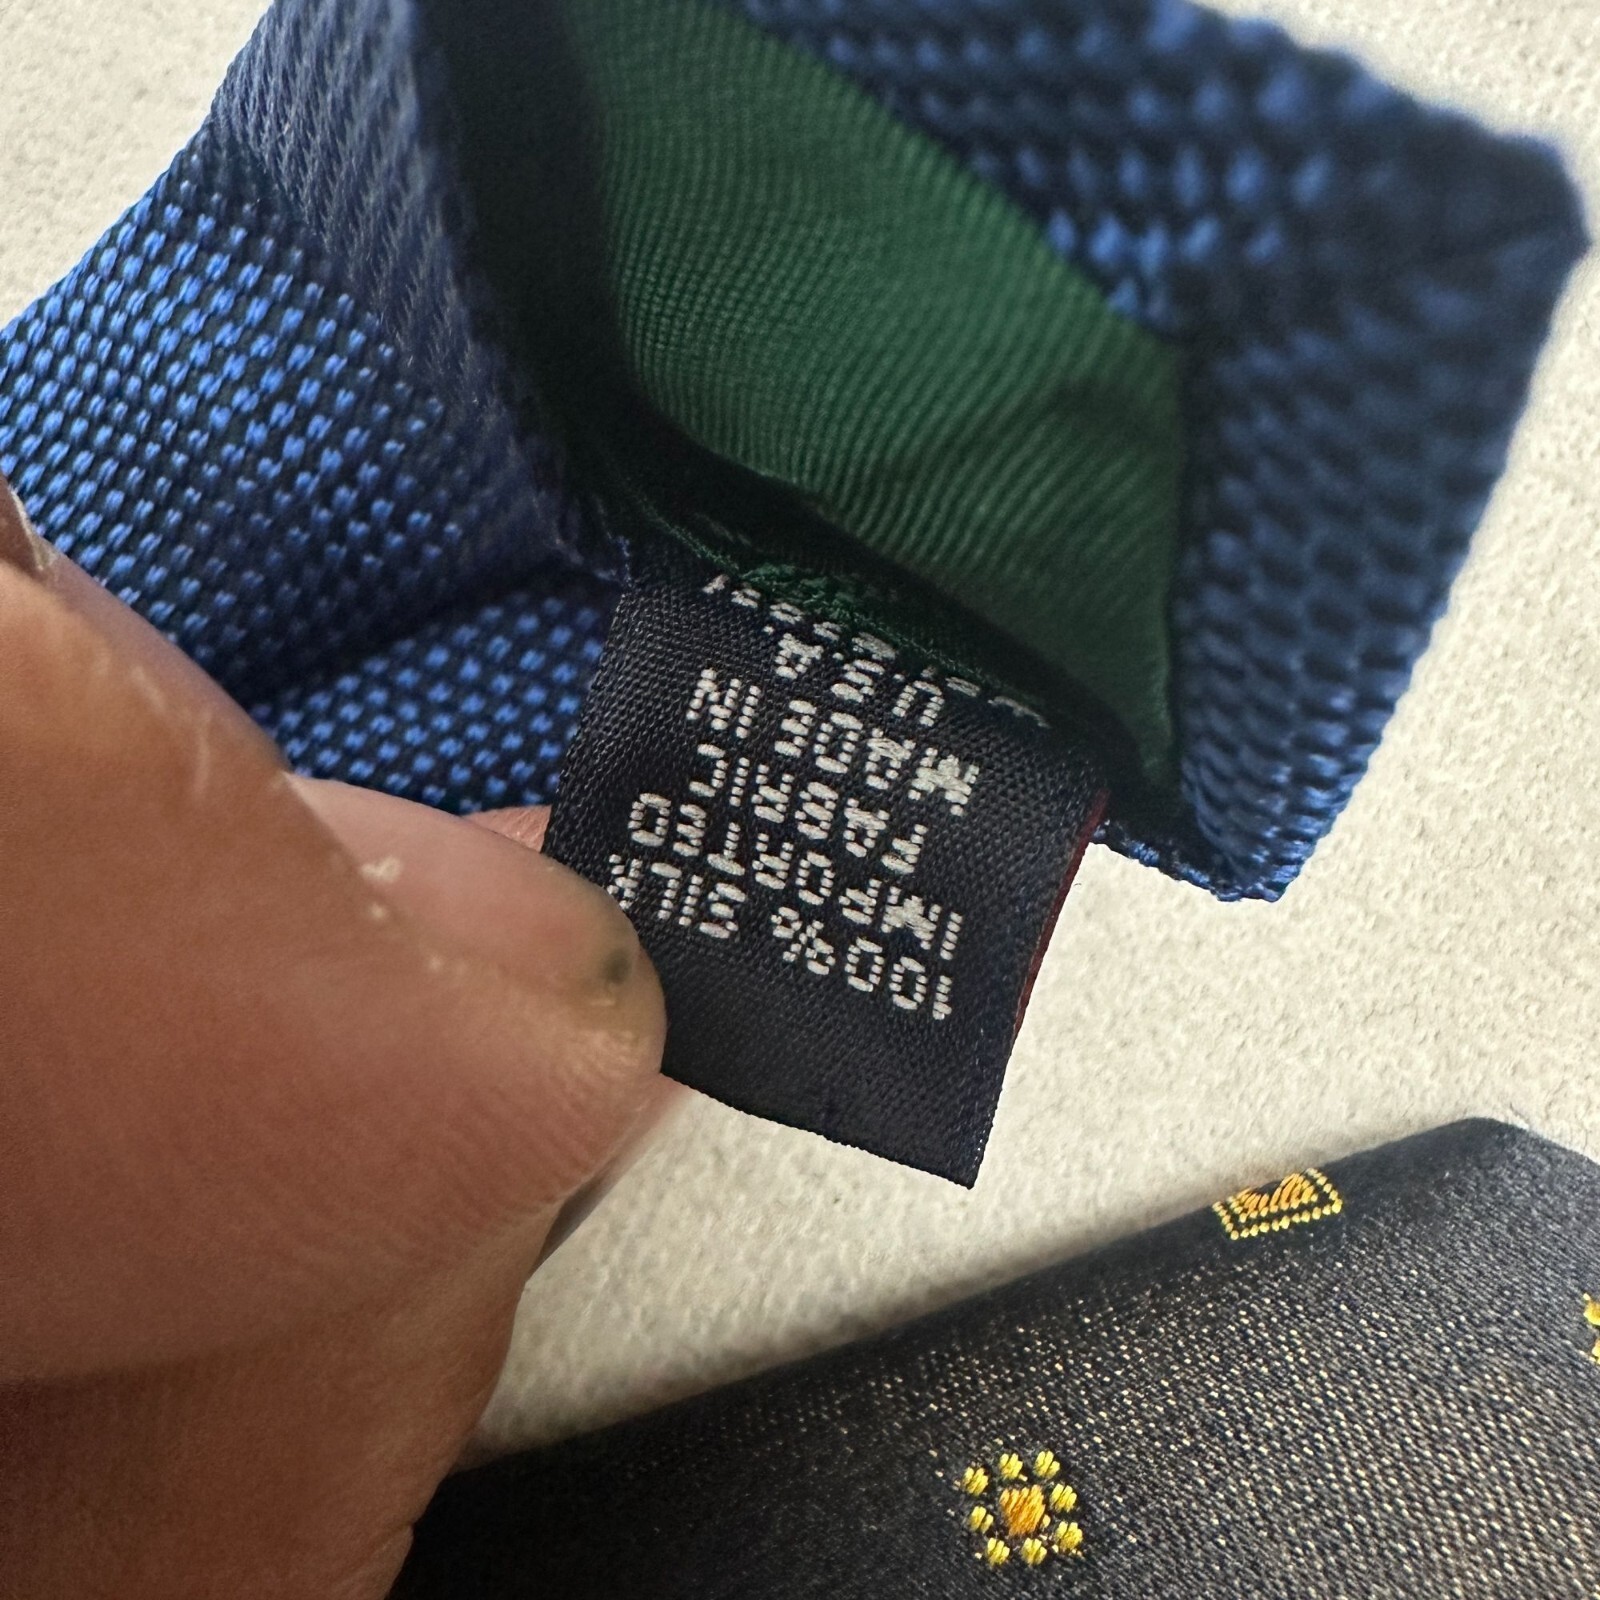 100% SILK
IMPORTED
FABRIC
MADE IN
U.S.A.